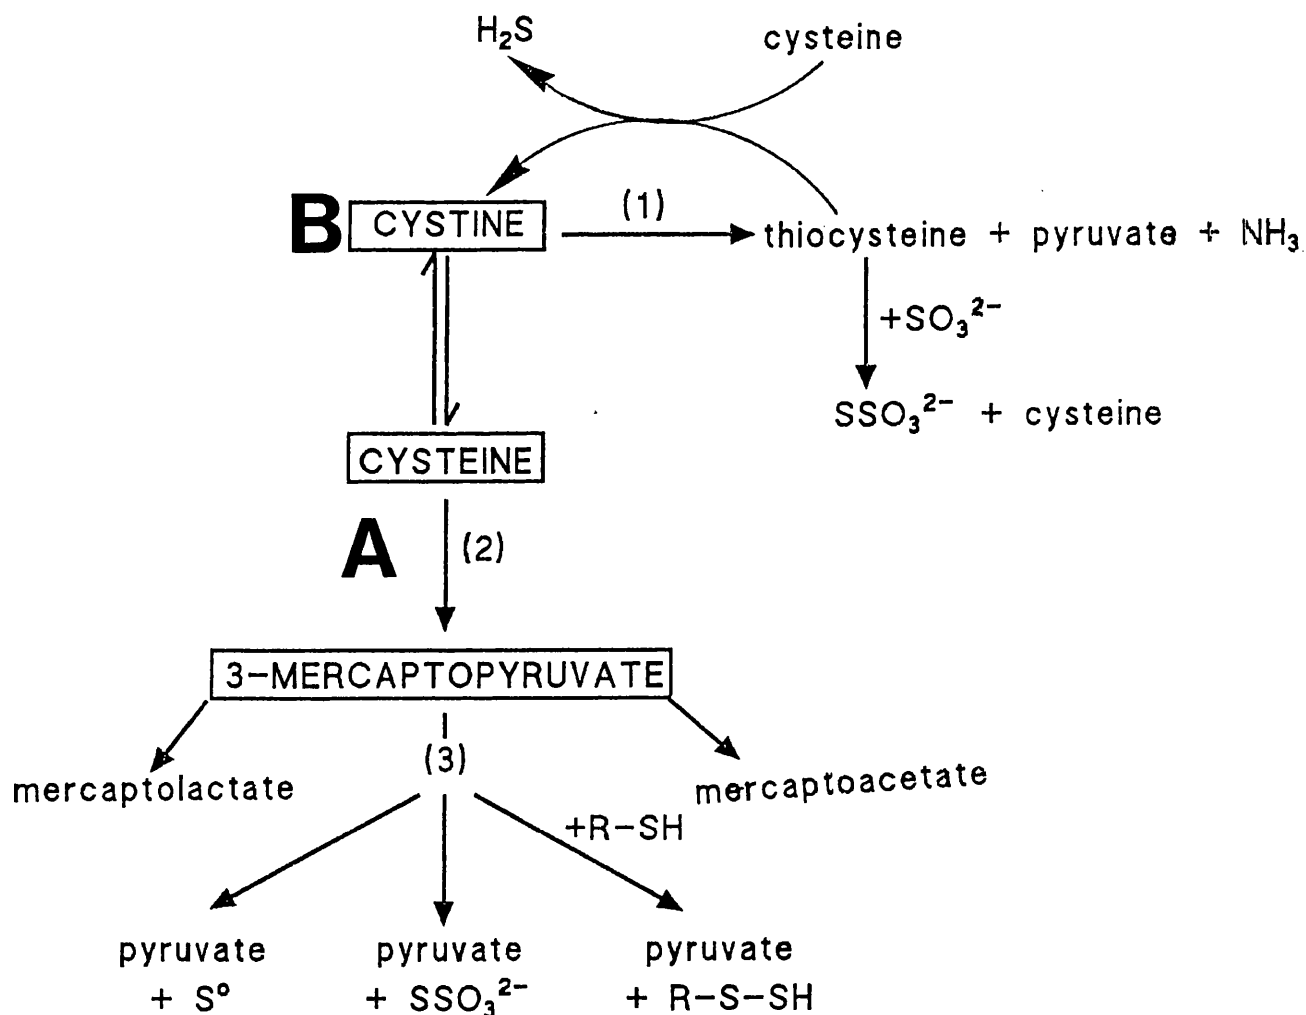 H₂S cysteine
B CYSTINE (1) thiocysteine + pyruvate + NH₃
+SO₃²⁻
SSO₃²⁻ + cysteine
CYSTEINE
A (2)
3-MERCAPTOPYRUVATE
(3)
mercaptolactate mercaptoacetate
+R-SH
pyruvate pyruvate pyruvate
+ S⁰ + SSO₃²⁻ + R-S-SH